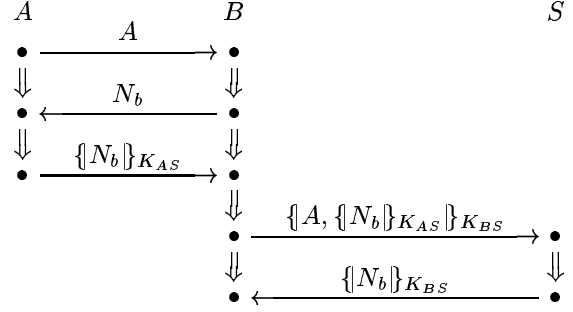 A B S
A
N_b
{|N_b|}_{K_{AS}}
{|A, {|N_b|}_{K_{AS}}|}_{K_{BS}}
{|N_b|}_{K_{BS}}